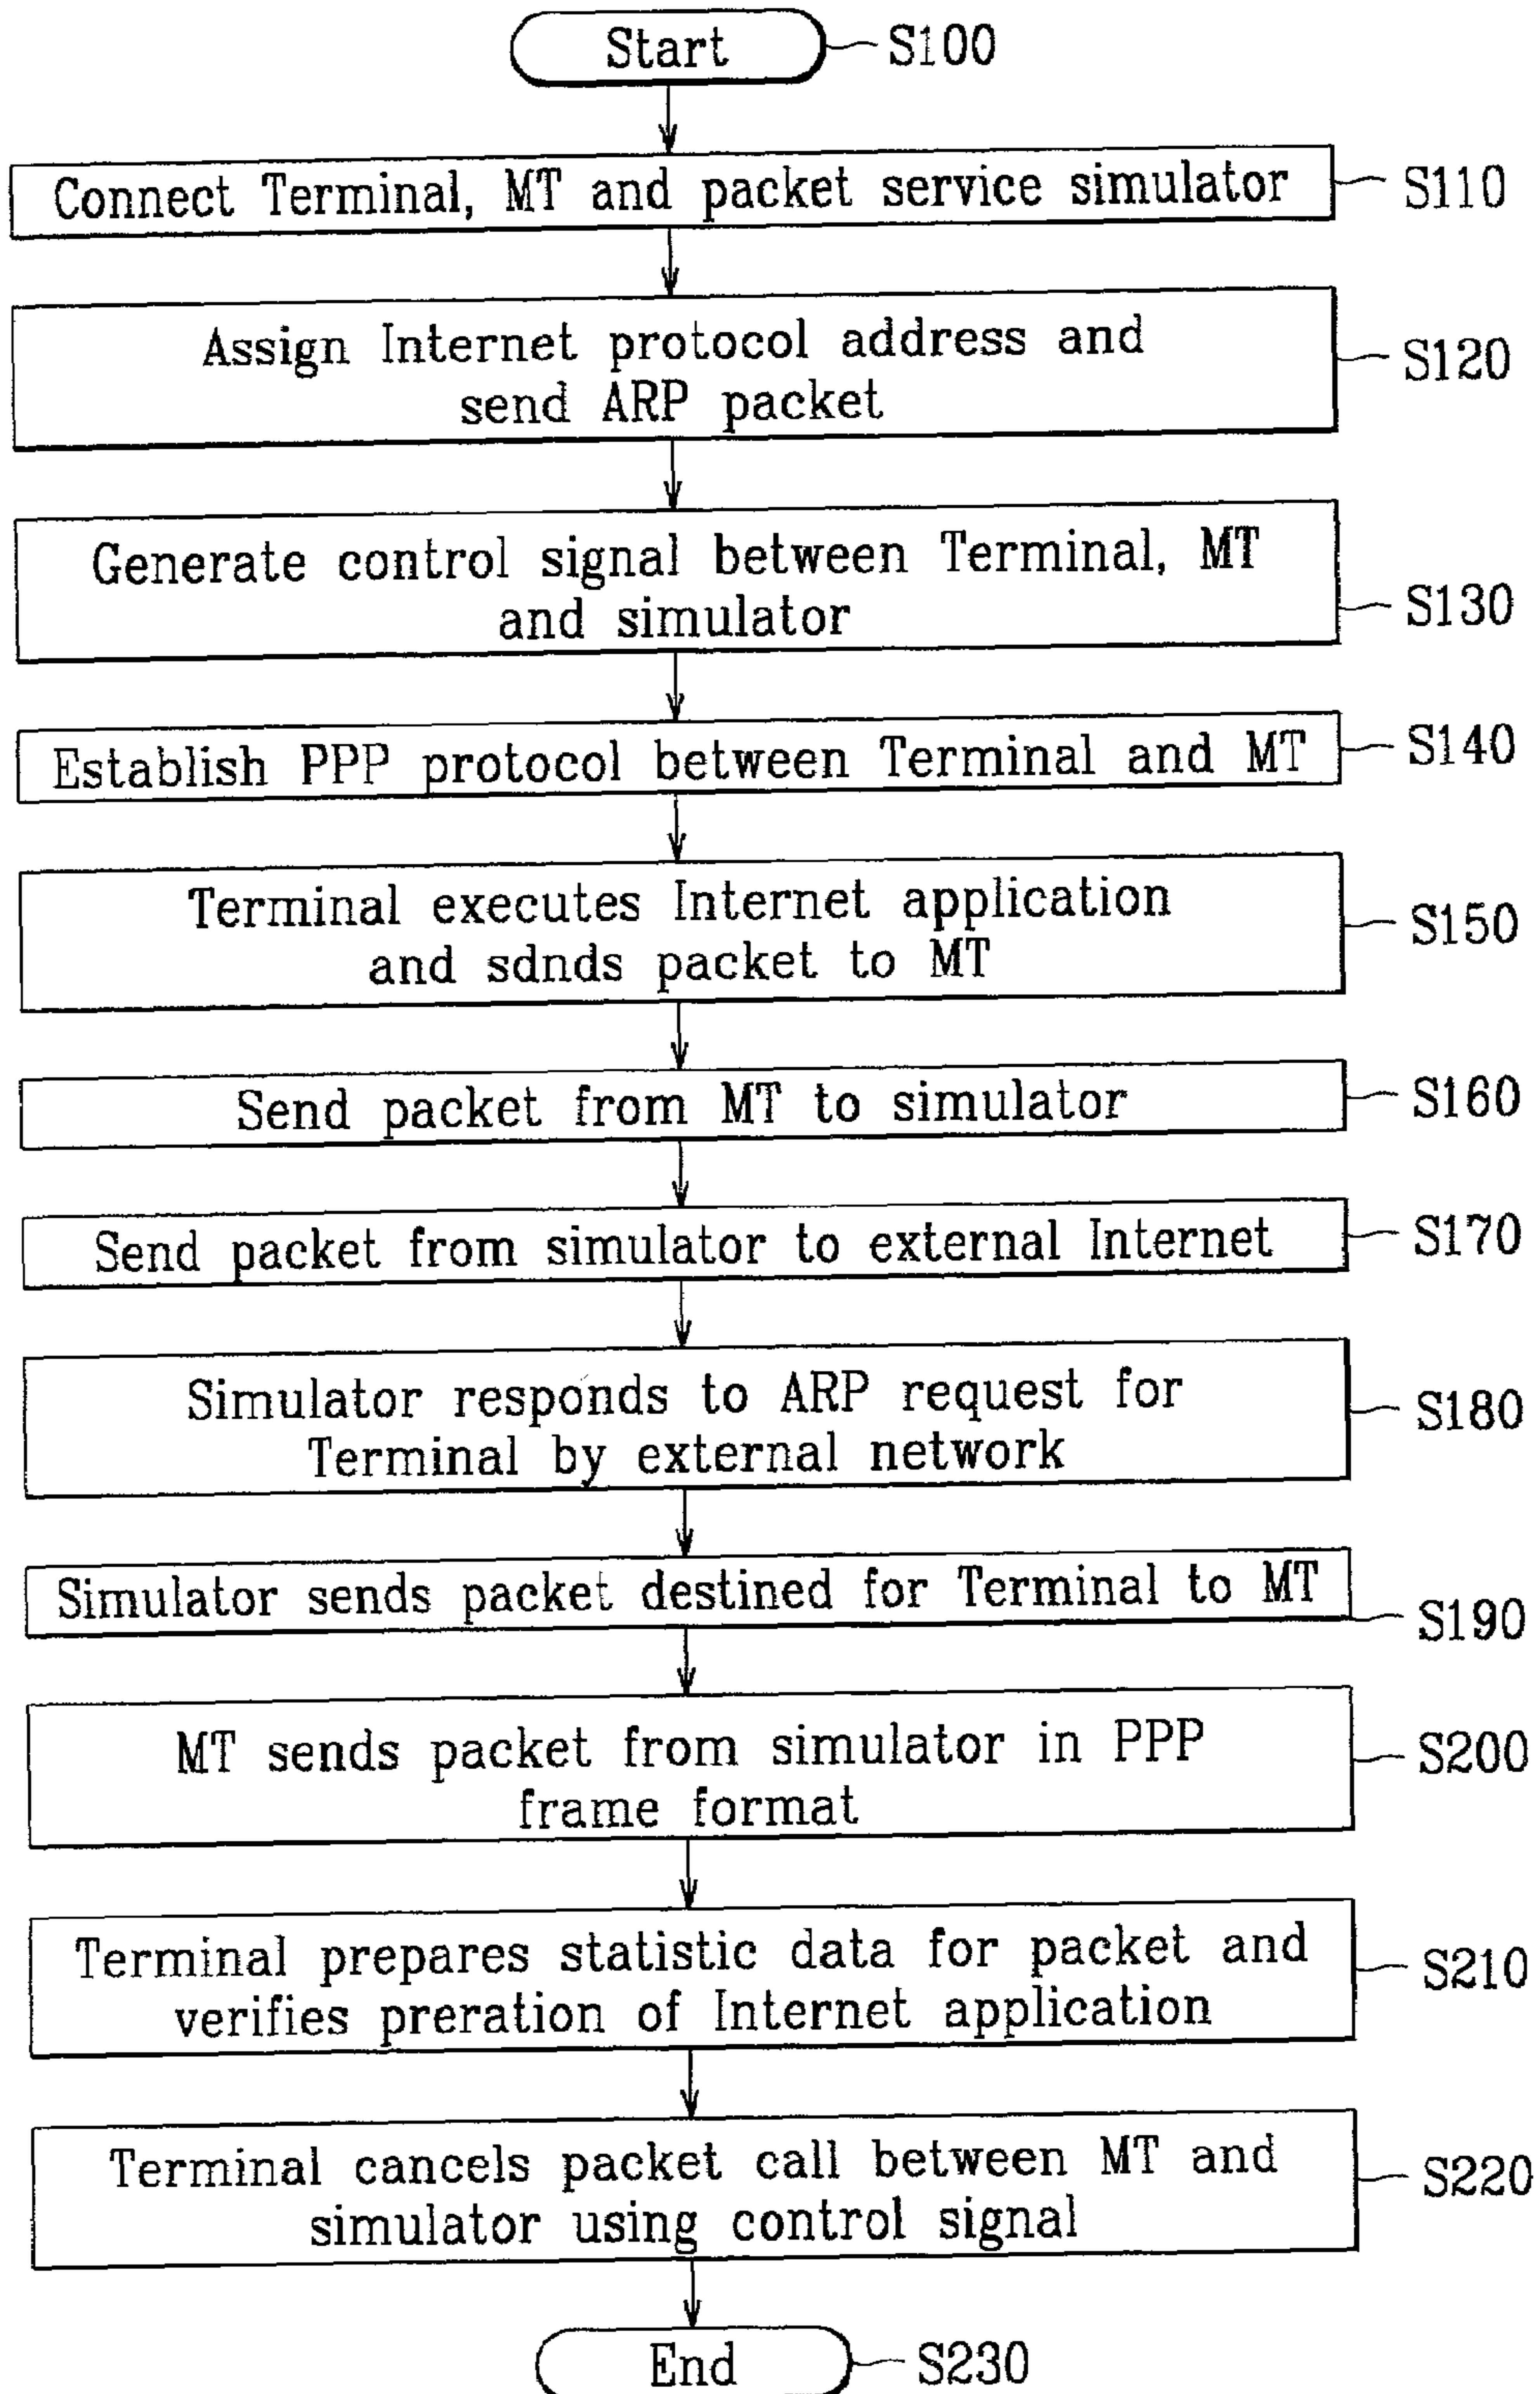 Start
S100
Connect Terminal, MT and packet service simulator
S110
Assign Internet protocol address and
send ARP packet
S120
Generate control signal between Terminal, MT
and simulator
S130
Establish PPP protocol between Terminal and MT
S140
Terminal executes Internet application
and sdnds packet to MT
S150
Send packet from MT to simulator
S160
Send packet from simulator to external Internet
S170
Simulator responds to ARP request for
Terminal by external network
S180
Simulator sends packet destined for Terminal to MT
S190
MT sends packet from simulator in PPP
frame format
S200
Terminal prepares statistic data for packet and
verifies preration of Internet application
S210
Terminal cancels packet call between MT and
simulator using control signal
S220
End
S230